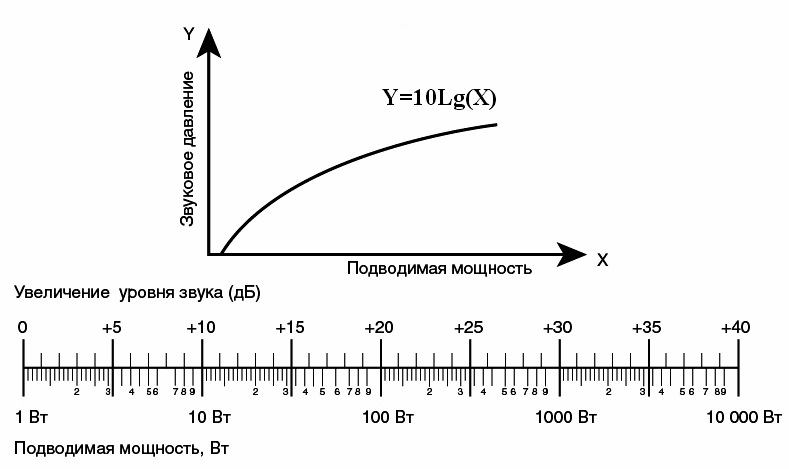 Y
Звуковое давление
Y=10Lg(X)
X
Подводимая мощность
Увеличение уровня звука (дБ)
0 +5 +10 +15 +20 +25 +30 +35 +40
2 3 4 5 6 7 8 9 2 3 4 5 6 7 8 9 2 3 4 5 6 7 8 9 2 3 4 5 6 7 8 9
1 Вт 10 Вт 100 Вт 1000 Вт 10 000 Вт
Подводимая мощность, Вт